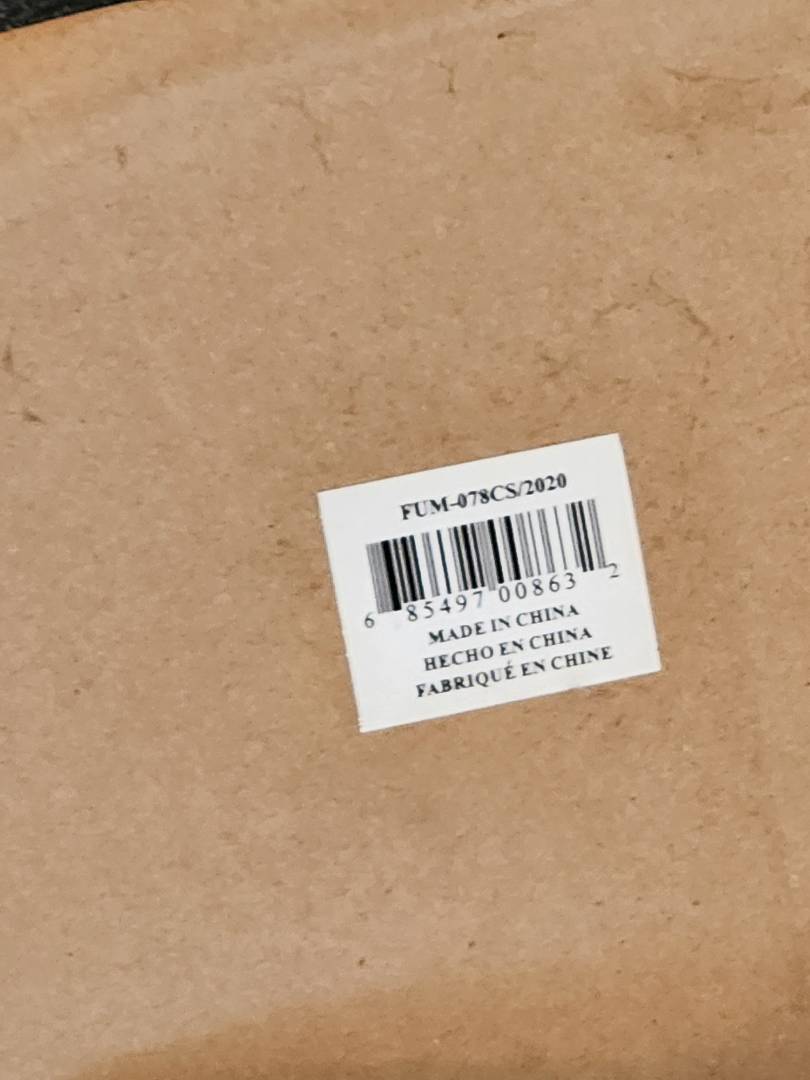 FUM-078CS/2020
6 85497 00863 2
MADE IN CHINA
HECHO EN CHINA
FABRIQUÉ EN CHINE